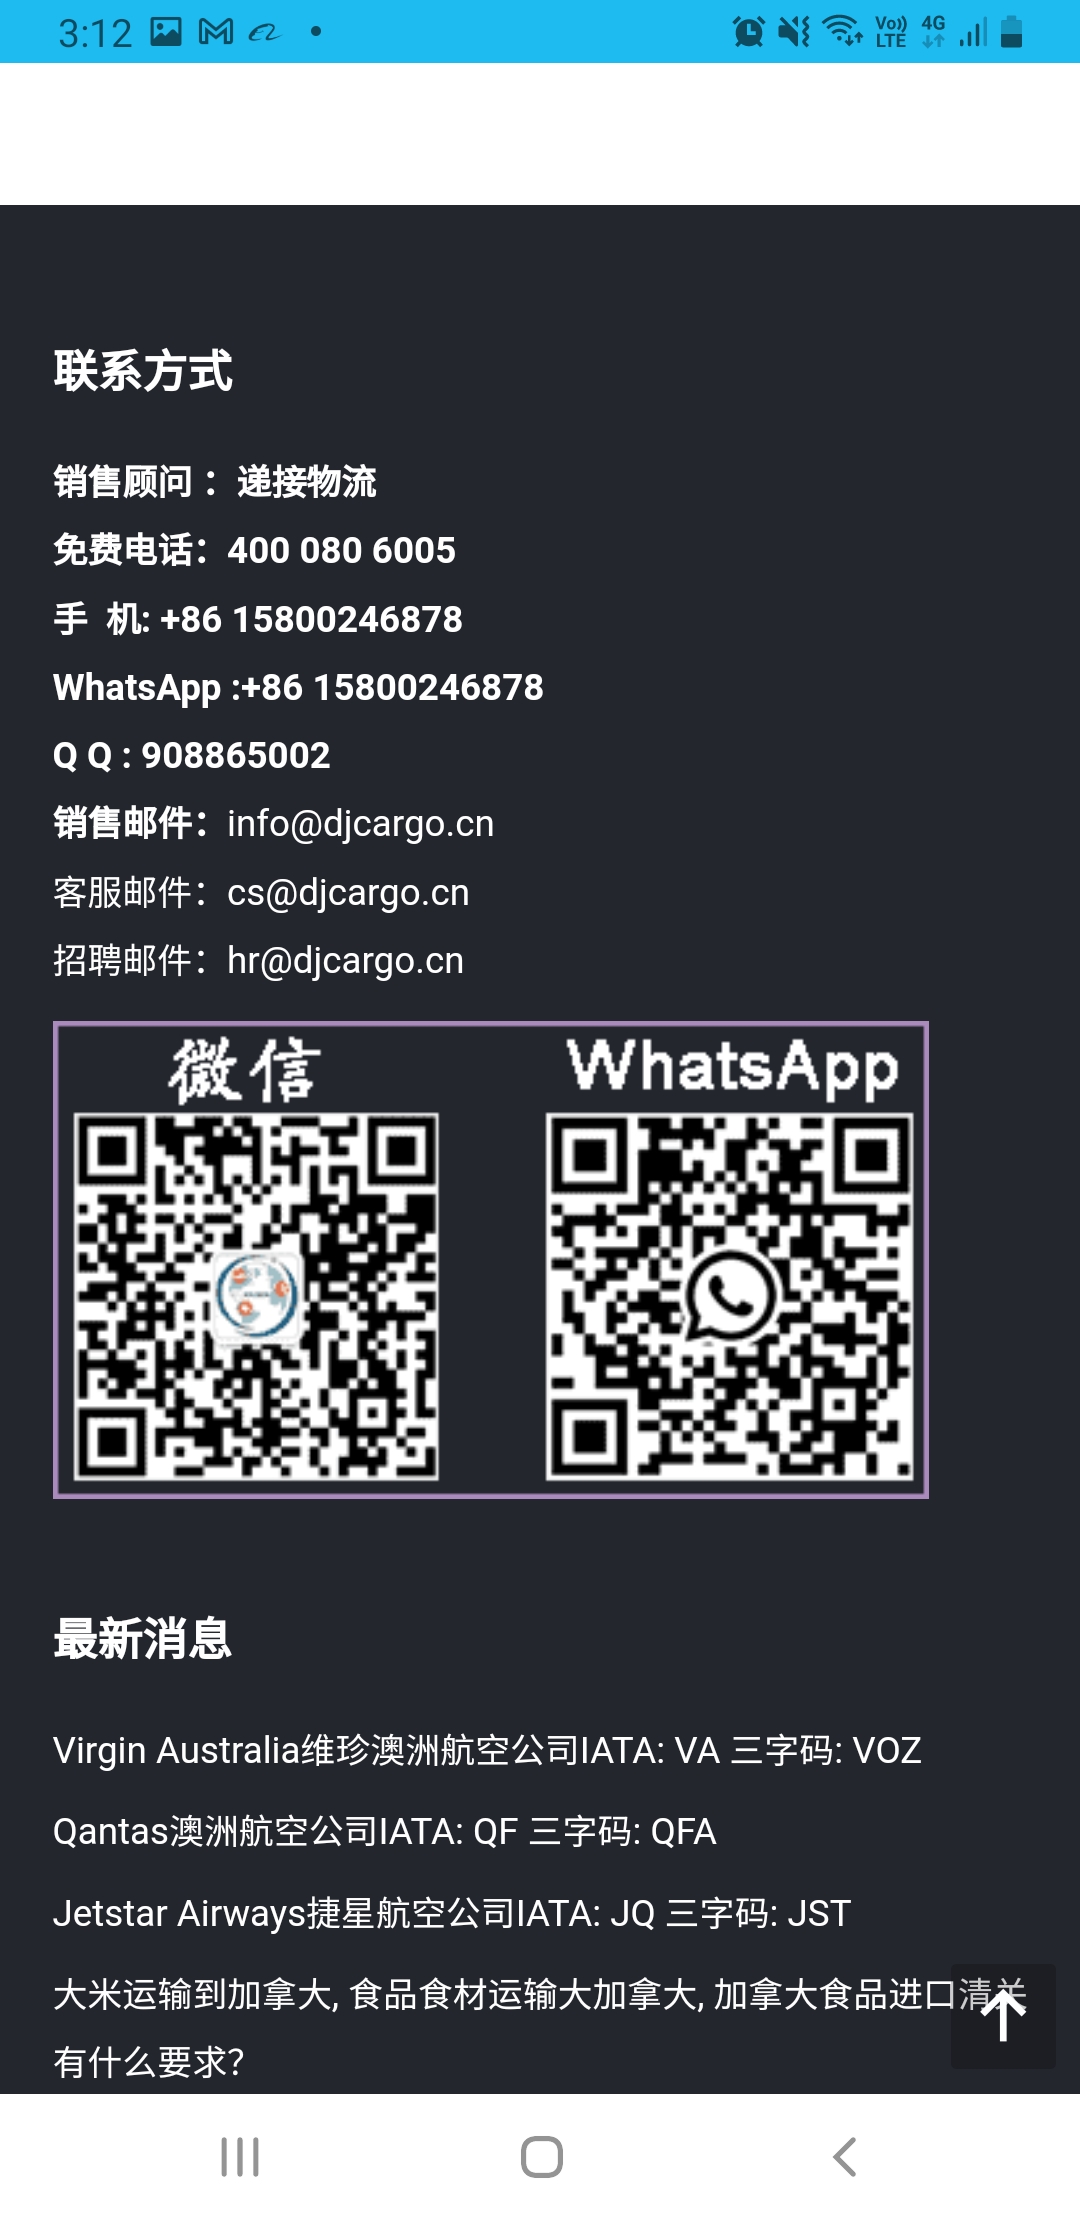 3:12
Vo)) 4G
LTE
联系方式
销售顾问 ：递接物流
免费电话：400 080 6005
手 机: +86 15800246878
WhatsApp :+86 15800246878
Q Q : 908865002
销售邮件：info@djcargo.cn
客服邮件：cs@djcargo.cn
招聘邮件：hr@djcargo.cn
微信 WhatsApp
最新消息
Virgin Australia维珍澳洲航空公司IATA: VA 三字码: VOZ
Qantas澳洲航空公司IATA: QF 三字码: QFA
Jetstar Airways捷星航空公司IATA: JQ 三字码: JST
大米运输到加拿大, 食品食材运输大加拿大, 加拿大食品进口清关
有什么要求?